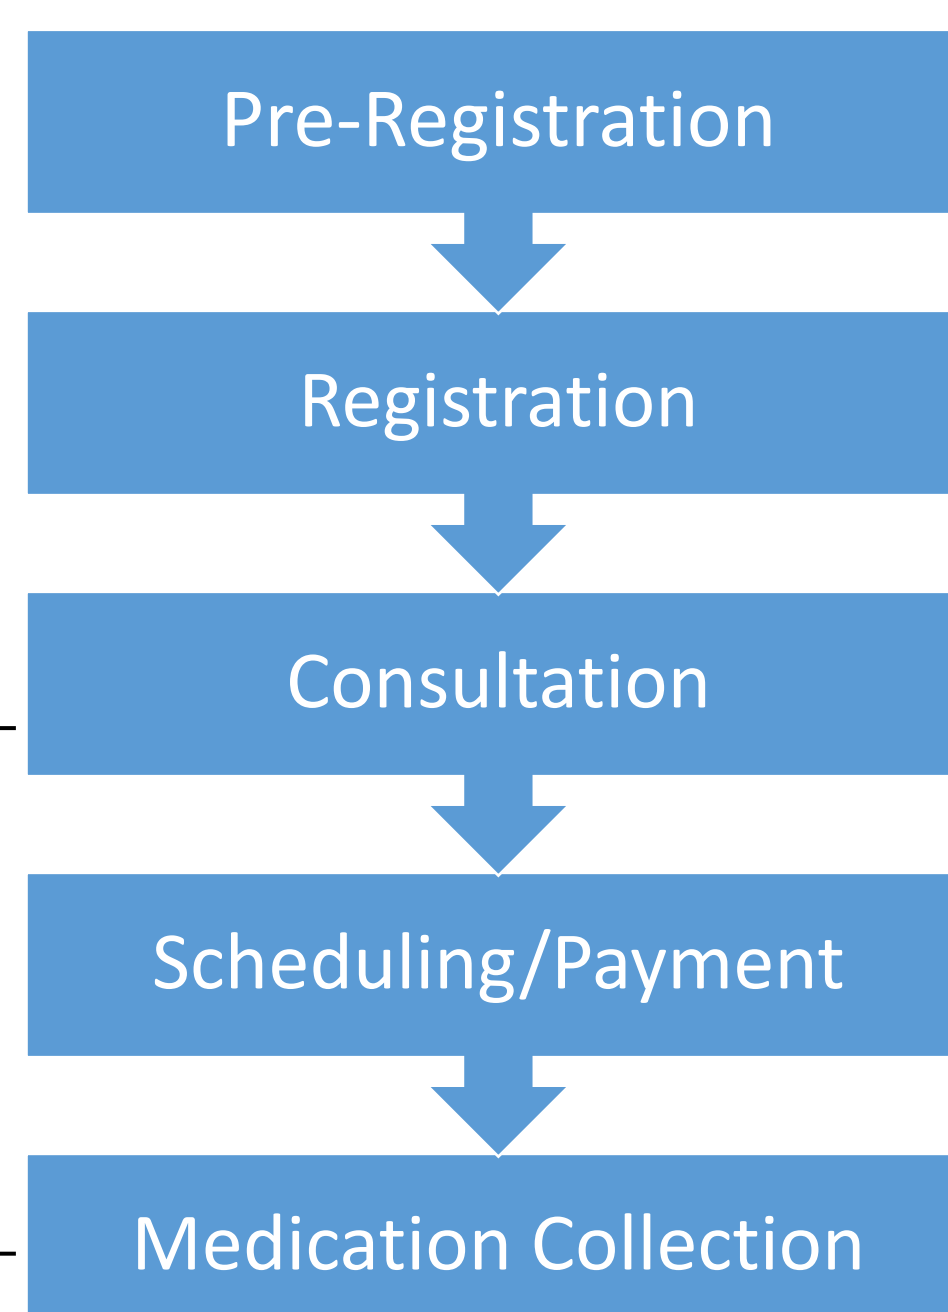 Pre-Registration
Registration
Consultation
Scheduling/Payment
Medication Collection